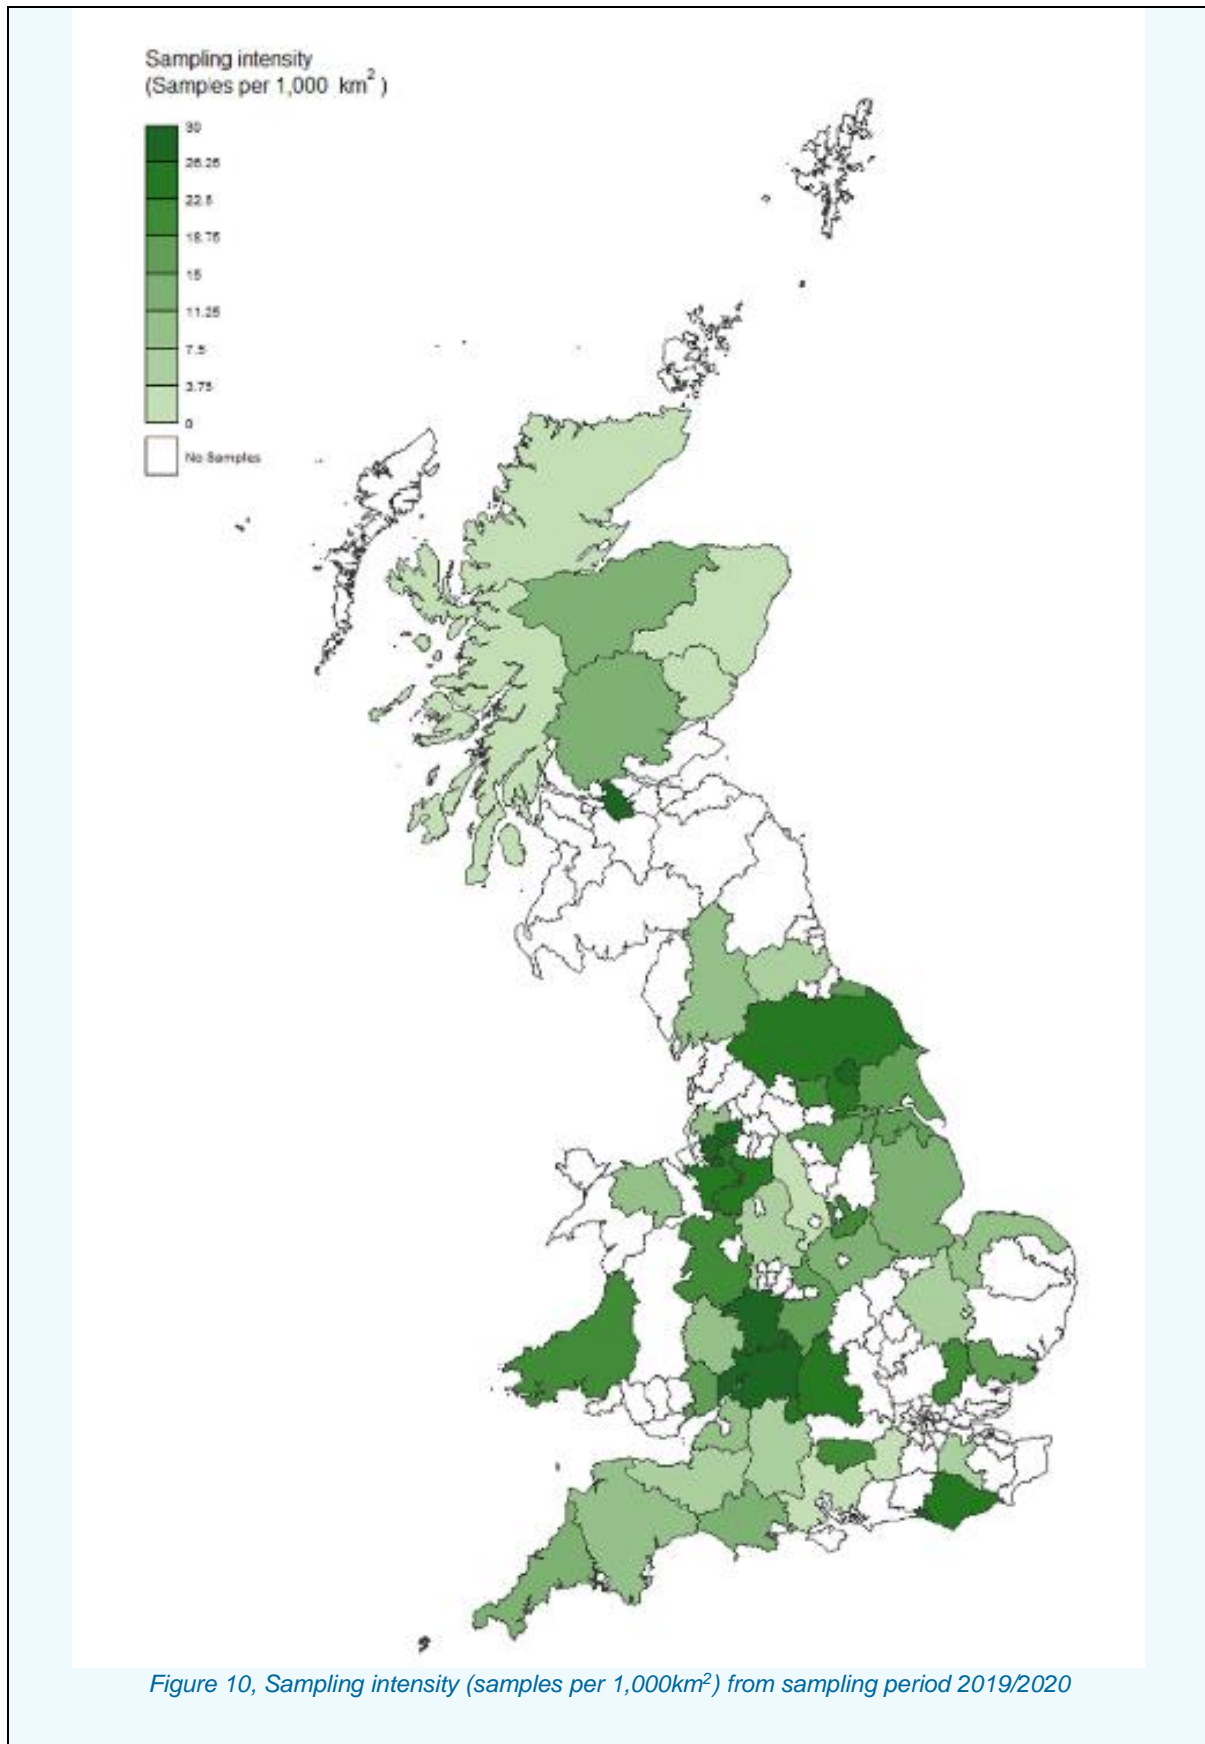 Sampling intensity
(Samples per 1,000 km2 )
30
26.25
22.5
18.75
15
11.25
7.5
3.75
0
No Samples
Figure 10, Sampling intensity (samples per 1,000km2) from sampling period 2019/2020